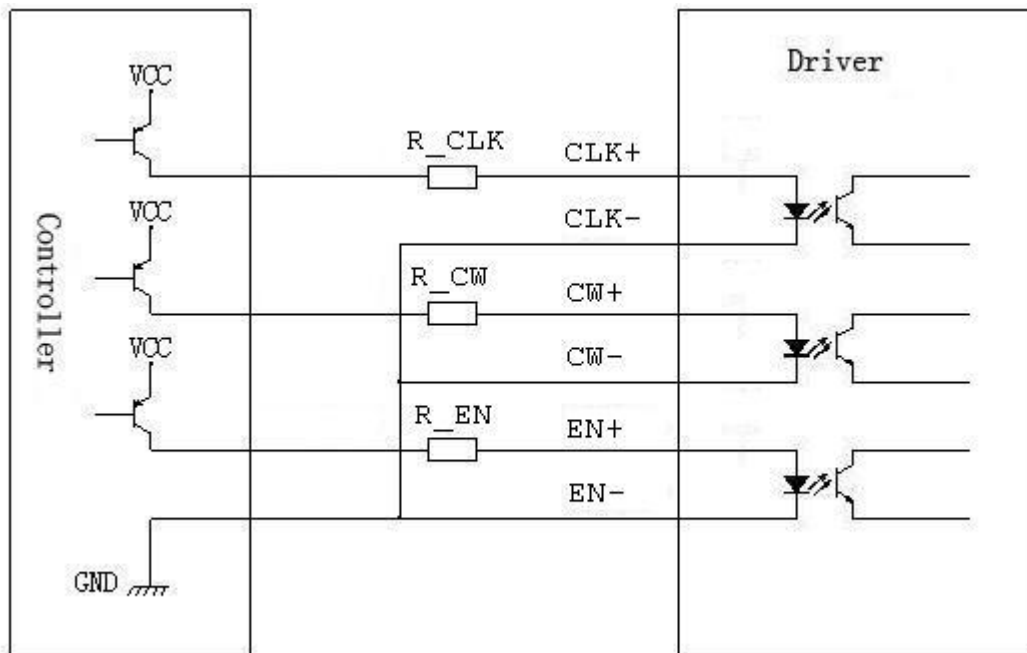 Driver
VCC
R_CLK
CLK+
VCC
CLK-
Controller
R_CW
CW+
VCC
CW-
R_EN
EN+
EN-
GND